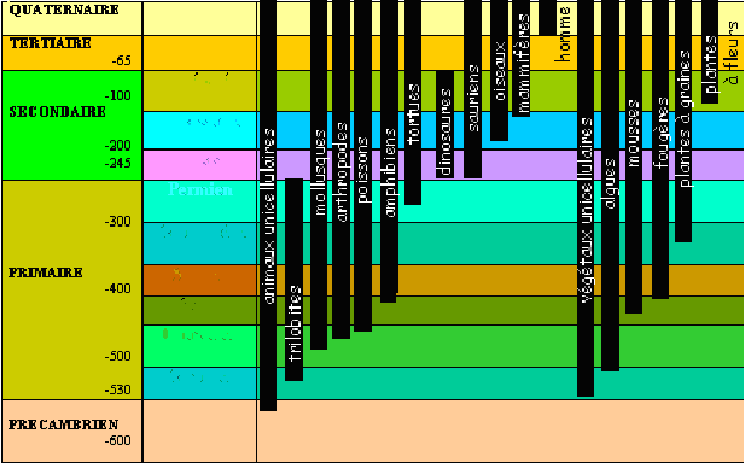 QUATERNAIRE
TERTIAIRE
-65
-100
SECONDAIRE
-200
-245
Permien
-300
PRIMAIRE
-400
-500
-530
PRECAMBRIEN
-600
animaux unicellulaires
trilobites
mollusques
arthropodes
poissons
amphibiens
tortues
dinosaures
sauriens
oiseaux
mammifères
homme
végétaux unicellulaires
algues
mousses
fougères
plantes à graines
plantes
à fleurs